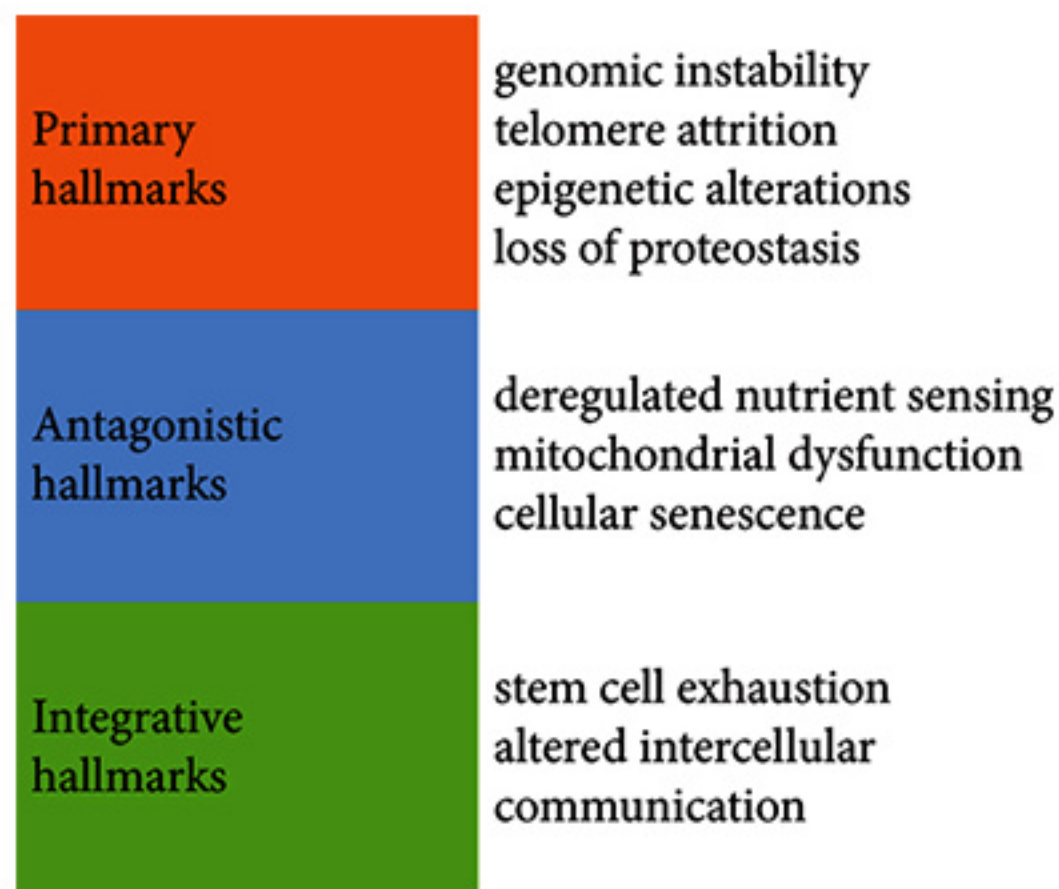 Primary
hallmarks
genomic instability
telomere attrition
epigenetic alterations
loss of proteostasis
Antagonistic
hallmarks
deregulated nutrient sensing
mitochondrial dysfunction
cellular senescence
Integrative
hallmarks
stem cell exhaustion
altered intercellular
communication